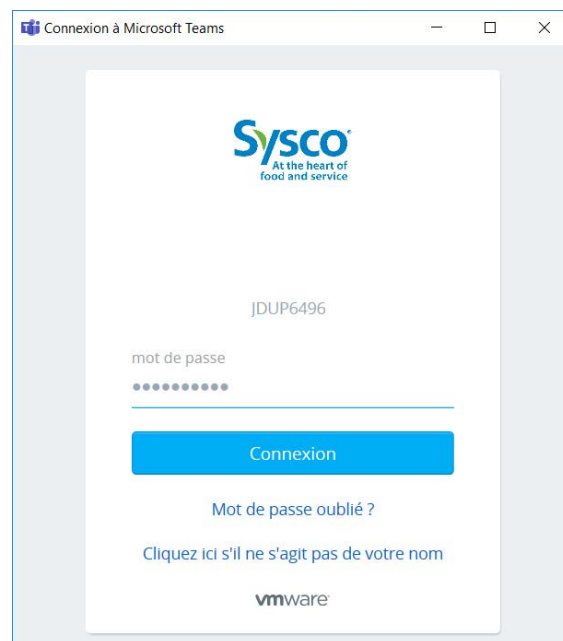 Connexion à Microsoft Teams
Sysco
At the heart of
food and service
JDUP6496
mot de passe
••••••••••
Connexion
Mot de passe oublié ?
Cliquez ici s'il ne s'agit pas de votre nom
vmware